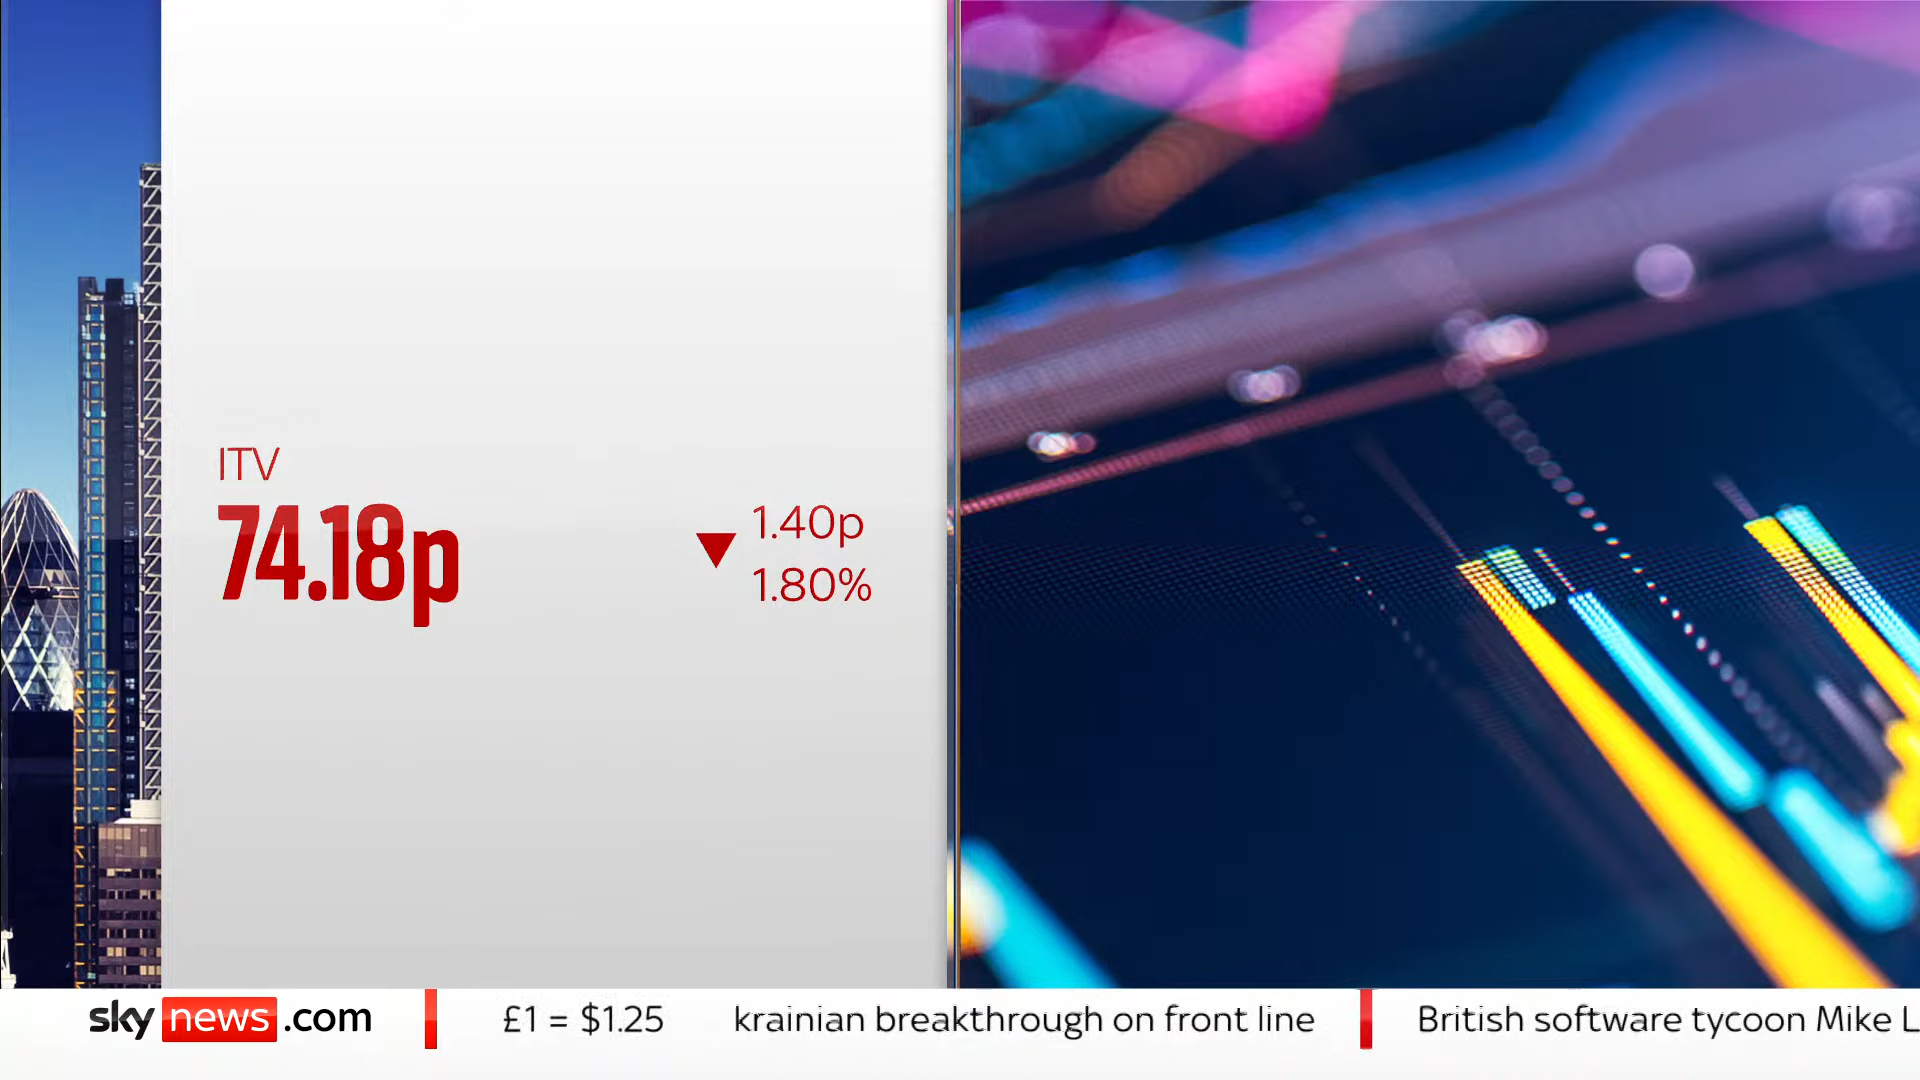 ITV
74.18p
▼ 1.40p
1.80%
sky news .com
£1 = $1.25
krainian breakthrough on front line
British software tycoon Mike L